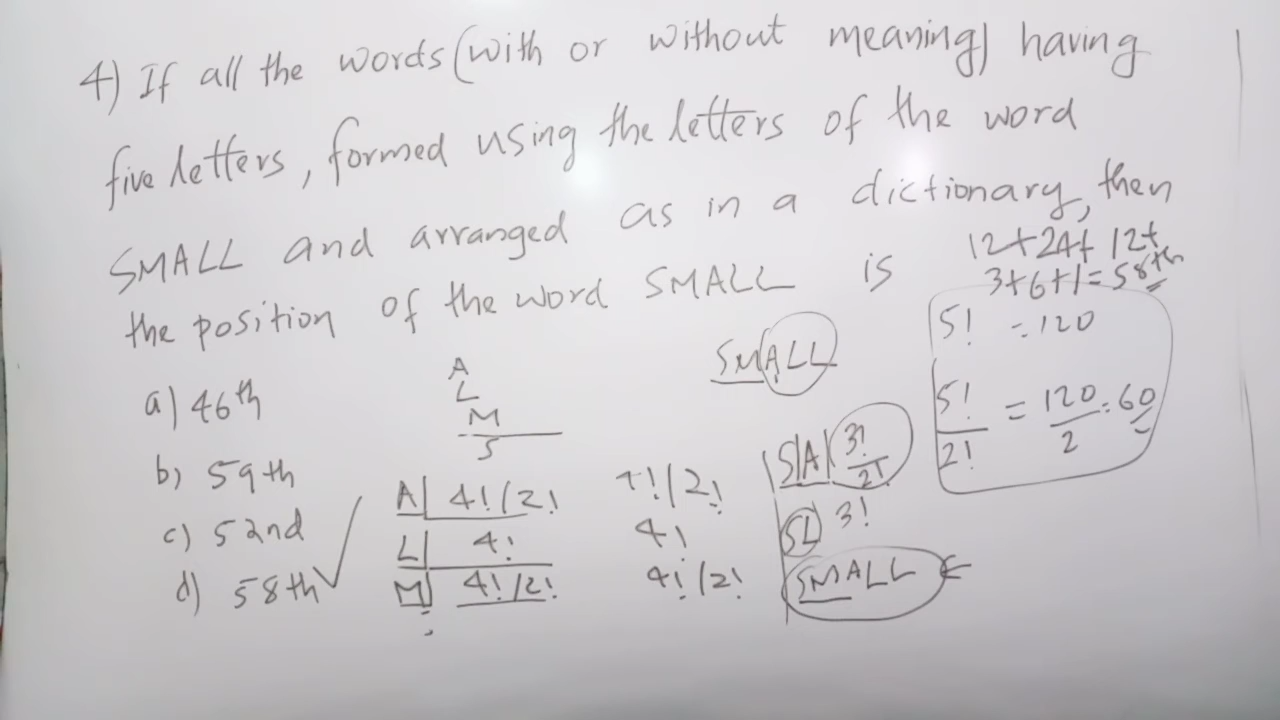 4) If all the words (with or without meaning) having
five letters, formed using the letters of the word
SMALL and arranged as in a dictionary, then
the position of the word SMALL is
12+24+12+
3+6+1=58th
a) 46th
b) 59th
c) 52nd
d) 58th ✓
A
L
M
S
A| 4!/2!
L| 4!
M| 4!/2!
4!/2!
4!
4!/2!
SMALL
|S|A| 3!/2!
SL 3!
SMALL
5! = 120
5!/2! = 120/2 = 60